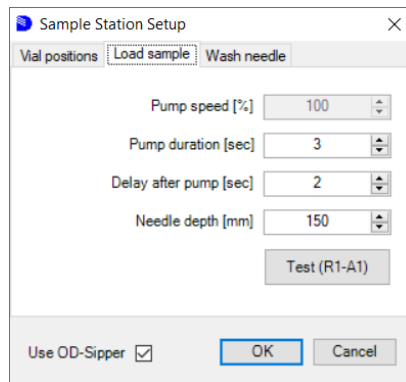 Sample Station Setup
Vial positions Load sample Wash needle
Pump speed [%] 100
Pump duration [sec] 3
Delay after pump [sec] 2
Needle depth [mm] 150
Test (R1-A1)
Use OD-Sipper OK Cancel